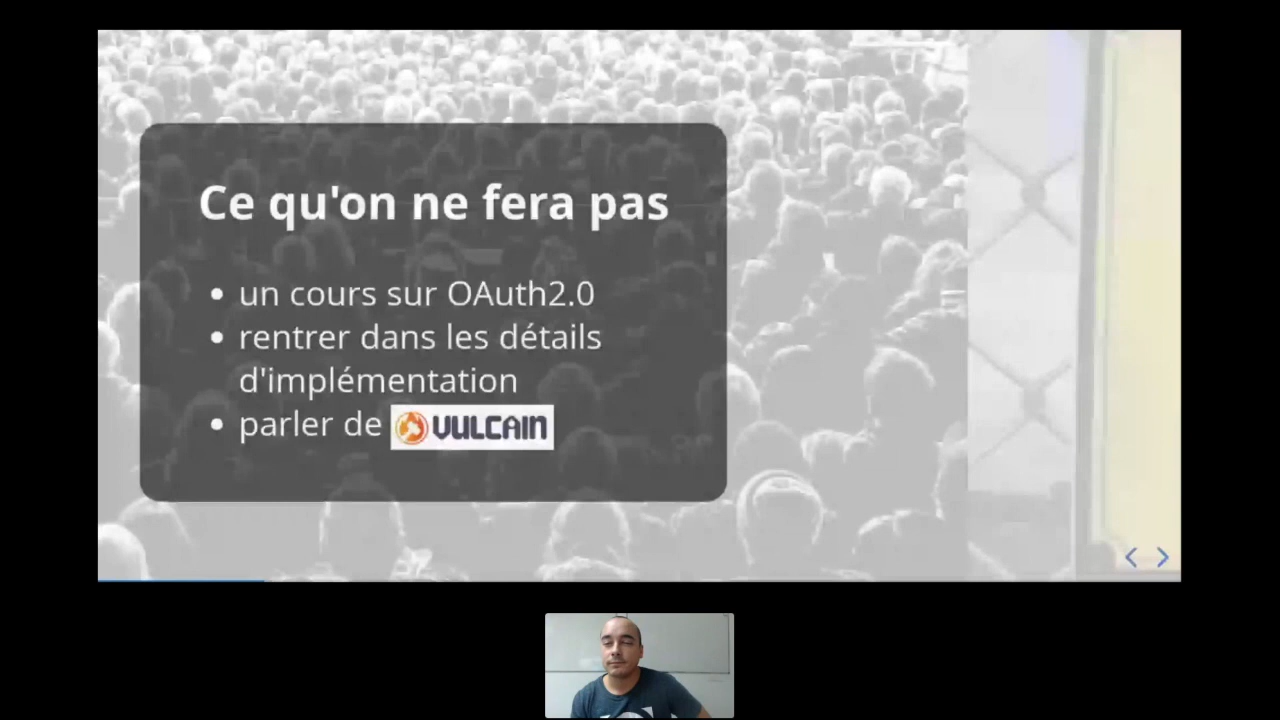 Ce qu'on ne fera pas
• un cours sur OAuth2.0
• rentrer dans les détails
d'implémentation
• parler de VULCAIN